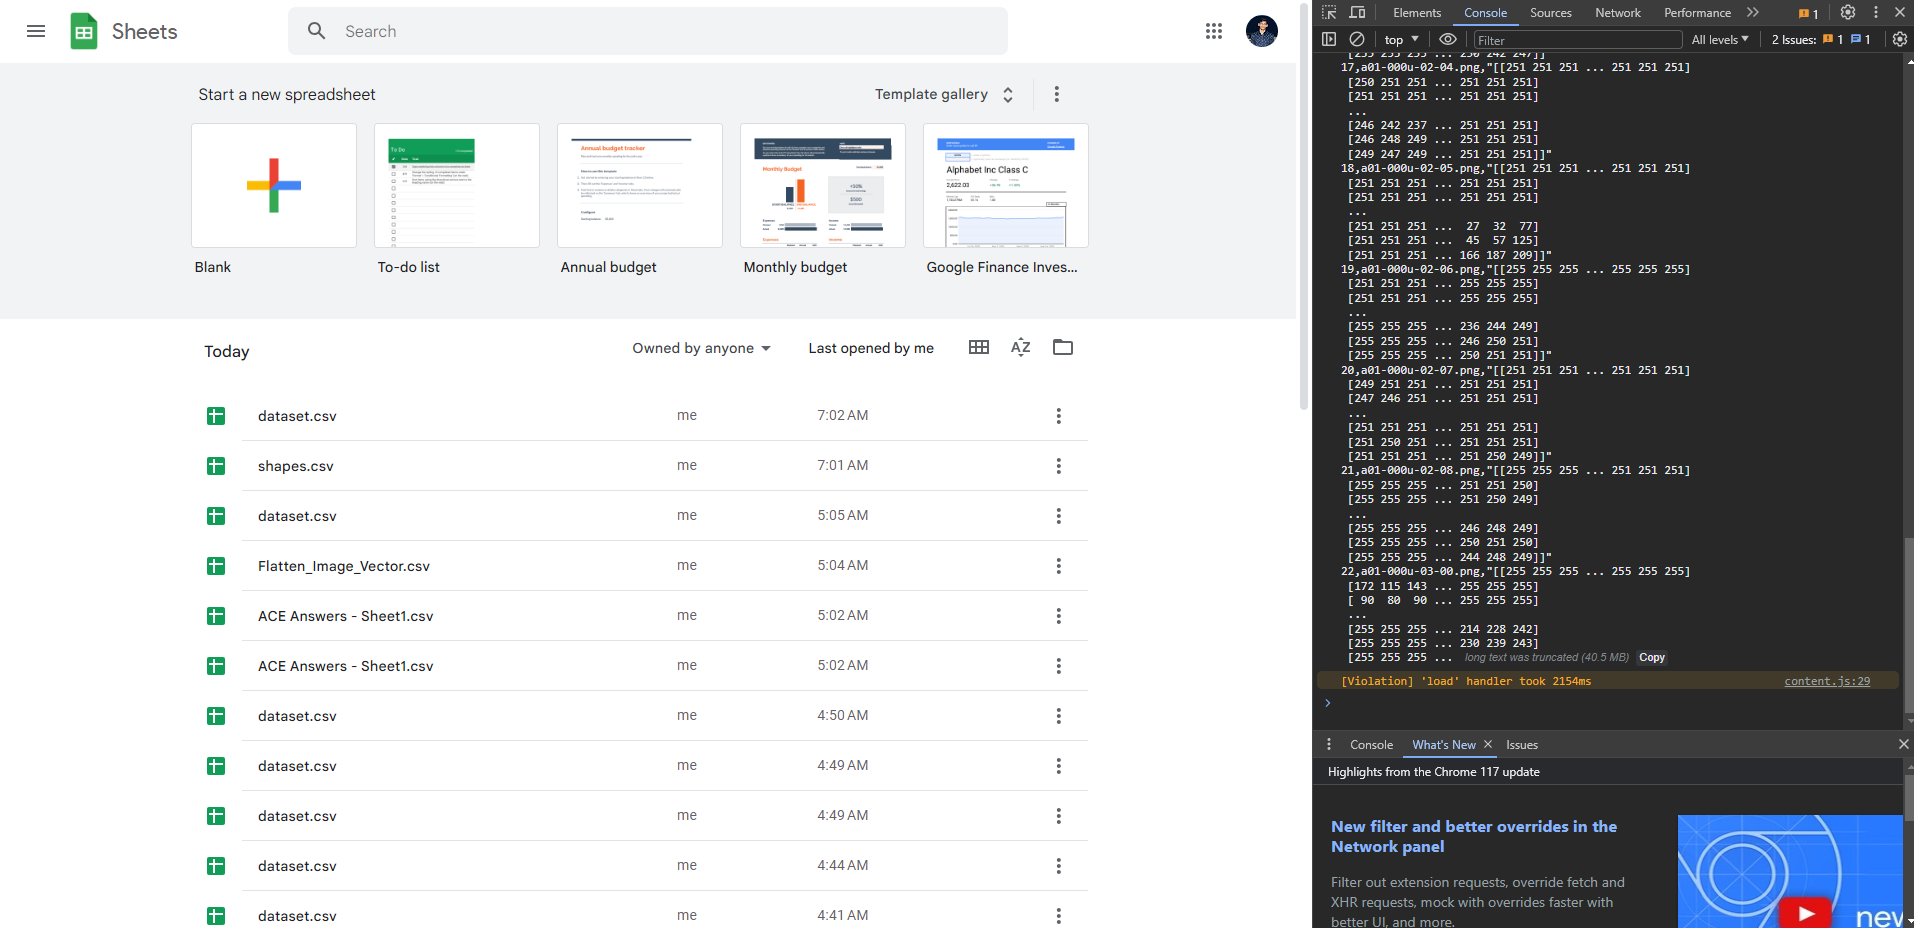 Sheets
Search
Start a new spreadsheet
Template gallery
To Do
Annual budget tracker
Monthly Budget
Alphabet Inc Class C
2,622.03
Blank
To-do list
Annual budget
Monthly budget
Google Finance Inves...
Today
Owned by anyone
Last opened by me
AZ
dataset.csv me 7:02 AM
shapes.csv me 7:01 AM
dataset.csv me 5:05 AM
Flatten_Image_Vector.csv me 5:04 AM
ACE Answers - Sheet1.csv me 5:02 AM
ACE Answers - Sheet1.csv me 5:02 AM
dataset.csv me 4:50 AM
dataset.csv me 4:49 AM
dataset.csv me 4:49 AM
dataset.csv me 4:44 AM
dataset.csv me 4:41 AM
Elements Console Sources Network Performance 1
top Filter All levels 2 Issues: 1 1
17,a01-000u-02-04.png,"[[251 251 251 ... 251 251 251]
[250 251 251 ... 251 251 251]
[251 251 251 ... 251 251 251]
...
[246 242 237 ... 251 251 251]
[246 248 249 ... 251 251 251]
[249 247 249 ... 251 251 251]]"
18,a01-000u-02-05.png,"[[251 251 251 ... 251 251 251]
[251 251 251 ... 251 251 251]
[251 251 251 ... 251 251 251]
...
[251 251 251 ... 27 32 77]
[251 251 251 ... 45 57 125]
[251 251 251 ... 166 187 209]]"
19,a01-000u-02-06.png,"[[255 255 255 ... 255 255 255]
[251 251 251 ... 255 255 255]
[251 251 251 ... 255 255 255]
...
[255 255 255 ... 236 244 249]
[255 255 255 ... 246 250 251]
[255 255 255 ... 250 251 251]]"
20,a01-000u-02-07.png,"[[251 251 251 ... 251 251 251]
[249 251 251 ... 251 251 251]
[247 246 251 ... 251 251 251]
...
[251 251 251 ... 251 251 251]
[251 250 251 ... 251 251 251]
[251 251 251 ... 251 250 249]]"
21,a01-000u-02-08.png,"[[255 255 255 ... 251 251 251]
[255 255 255 ... 251 251 250]
[255 255 255 ... 251 250 249]
...
[255 255 255 ... 246 248 249]
[255 255 255 ... 250 251 250]
[255 255 255 ... 244 248 249]]"
22,a01-000u-03-00.png,"[[255 255 255 ... 255 255 255]
[172 115 143 ... 255 255 255]
[ 90 80 90 ... 255 255 255]
...
[255 255 255 ... 214 228 242]
[255 255 255 ... 230 239 243]
[255 255 255 ... long text was truncated (40.5 MB) Copy
[Violation] 'load' handler took 2154ms content.js:29
Console What's New Issues
Highlights from the Chrome 117 update
New filter and better overrides in the
Network panel
Filter out extension requests, override fetch and
XHR requests, mock with overrides faster with
better UI, and more.
new